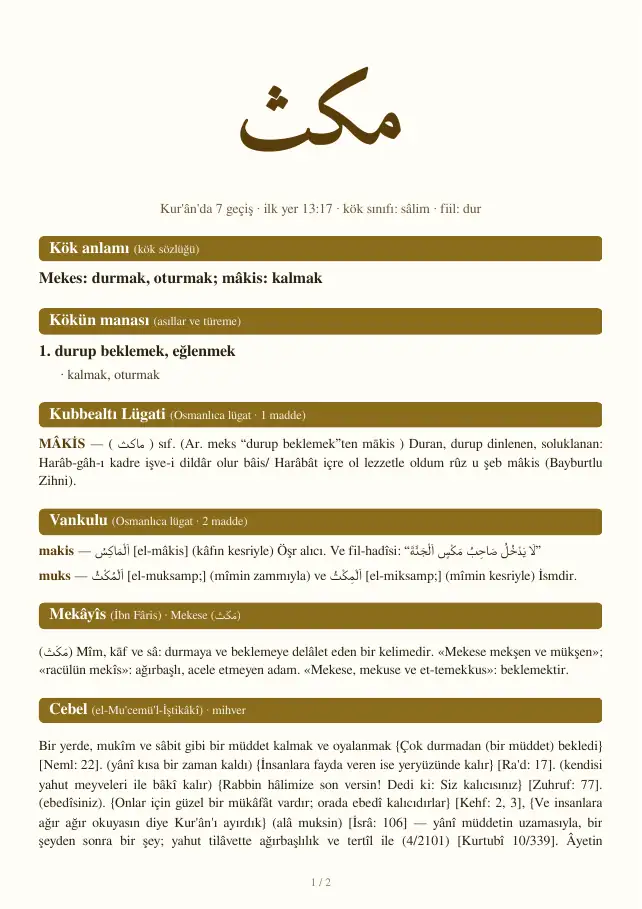 مكث
Kur'ân'da 7 geçiş · ilk yer 13:17 · kök sınıfı: sâlim · fiil: dur
Kök anlamı (kök sözlüğü)
Mekes: durmak, oturmak; mâkis: kalmak
Kökün manası (asıllar ve türeme)
1. durup beklemek, eğlenmek
· kalmak, oturmak
Kubbealtı Lügati (Osmanlıca lügat · 1 madde)
MÂKİS — ( ماكث ) sıf. (Ar. meks “durup beklemek”ten mākis ) Duran, durup dinlenen, soluklanan:
Harâb-gâh-ı kadre işve-i dildâr olur bâis/ Harâbât içre ol lezzetle oldum rûz u şeb mâkis (Bayburtlu
Zihni).
Vankulu (Osmanlıca lügat · 2 madde)
makis — اَلْمَاكِسُ [el-mâkis] (kâfın kesriyle) Öşr alıcı. Ve fil-hadîsi: “لَا يَدْخُلُ صَاحِبُ مَكْسٍ اَلْجَنَّةَ”
muks — اَلْمُكْثُ [el-muksamp;] (mîmin zammıyla) ve اَلْمِكْثُ [el-miksamp;] (mîmin kesriyle) İsmdir.
Mekâyîs (İbn Fâris) · Mekese (مَكَثَ)
(مَكَثَ) Mîm, kâf ve sâ: durmaya ve beklemeye delâlet eden bir kelimedir. «Mekese mekşen ve mükşen»;
«racülün mekîs»: ağırbaşlı, acele etmeyen adam. «Mekese, mekuse ve et-temekkus»: beklemektir.
Cebel (el-Mu'cemü'l-İştikâkî) · mihver
Bir yerde, mukîm ve sâbit gibi bir müddet kalmak ve oyalanmak {Çok durmadan (bir müddet) bekledi}
[Neml: 22]. (yânî kısa bir zaman kaldı) {İnsanlara fayda veren ise yeryüzünde kalır} [Ra'd: 17]. (kendisi
yahut meyveleri ile bâkî kalır) {Rabbin hâlimize son versin! Dedi ki: Siz kalıcısınız} [Zuhruf: 77].
(ebedîsiniz). {Onlar için güzel bir mükâfât vardır; orada ebedî kalıcıdırlar} [Kehf: 2, 3], {Ve insanlara
ağır ağır okuyasın diye Kur'ân'ı ayırdık} (alâ muksin) [İsrâ: 106] — yânî müddetin uzamasıyla, bir
şeyden sonra bir şey; yahut tilâvette ağırbaşlılık ve tertîl ile (4/2101) [Kurtubî 10/339]. Âyetin
1 / 2